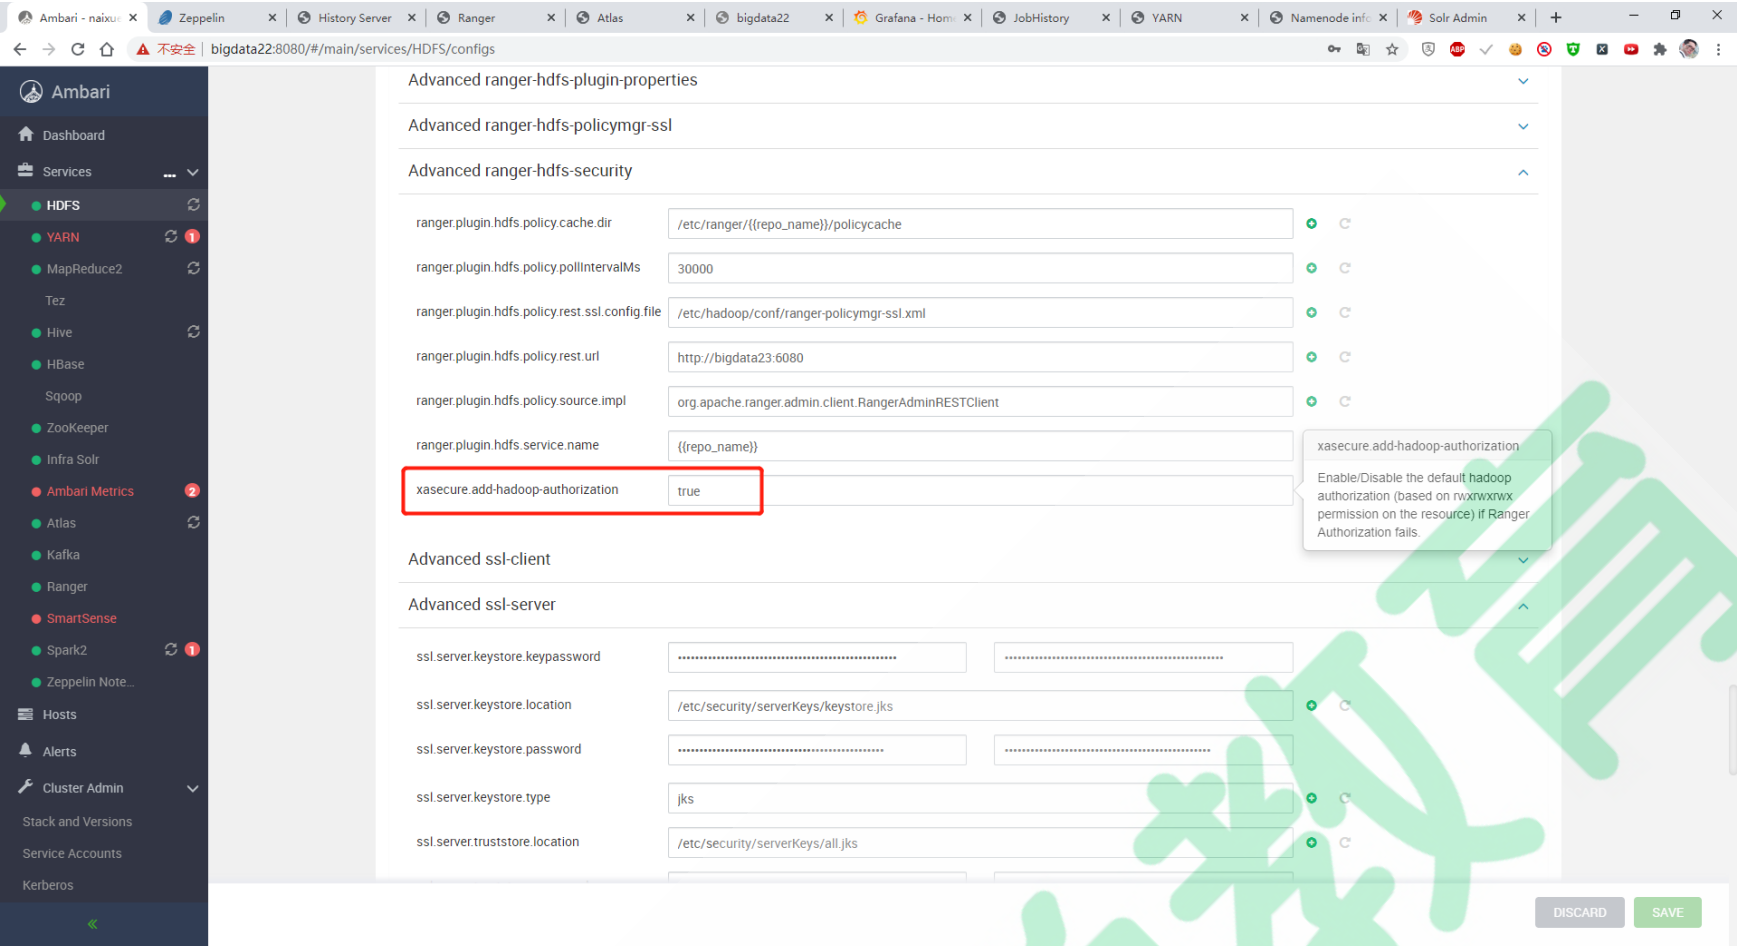 Ambari - naixue
Zeppelin
History Server
Ranger
Atlas
bigdata22
Grafana - Hom
JobHistory
YARN
Namenode info
Solr Admin
不安全
bigdata22:8080/#/main/services/HDFS/configs
ABP
Ambari
Dashboard
Services
...
HDFS
YARN
1
MapReduce2
Tez
Hive
HBase
Sqoop
ZooKeeper
Infra Solr
Ambari Metrics
2
Atlas
Kafka
Ranger
SmartSense
Spark2
1
Zeppelin Note...
Hosts
Alerts
Cluster Admin
Stack and Versions
Service Accounts
Kerberos
«
Advanced ranger-hdfs-plugin-properties
Advanced ranger-hdfs-policymgr-ssl
Advanced ranger-hdfs-security
ranger.plugin.hdfs.policy.cache.dir
/etc/ranger/{{repo_name}}/policycache
ranger.plugin.hdfs.policy.pollIntervalMs
30000
ranger.plugin.hdfs.policy.rest.ssl.config.file
/etc/hadoop/conf/ranger-policymgr-ssl.xml
ranger.plugin.hdfs.policy.rest.url
http://bigdata23:6080
ranger.plugin.hdfs.policy.source.impl
org.apache.ranger.admin.client.RangerAdminRESTClient
ranger.plugin.hdfs.service.name
{{repo_name}}
xasecure.add-hadoop-authorization
true
xasecure.add-hadoop-authorization
Enable/Disable the default hadoop
authorization (based on rwxrwxrwx
permission on the resource) if Ranger
Authorization fails.
Advanced ssl-client
Advanced ssl-server
ssl.server.keystore.keypassword
ssl.server.keystore.location
/etc/security/serverKeys/keystore.jks
ssl.server.keystore.password
ssl.server.keystore.type
jks
ssl.server.truststore.location
/etc/security/serverKeys/all.jks
DISCARD
SAVE